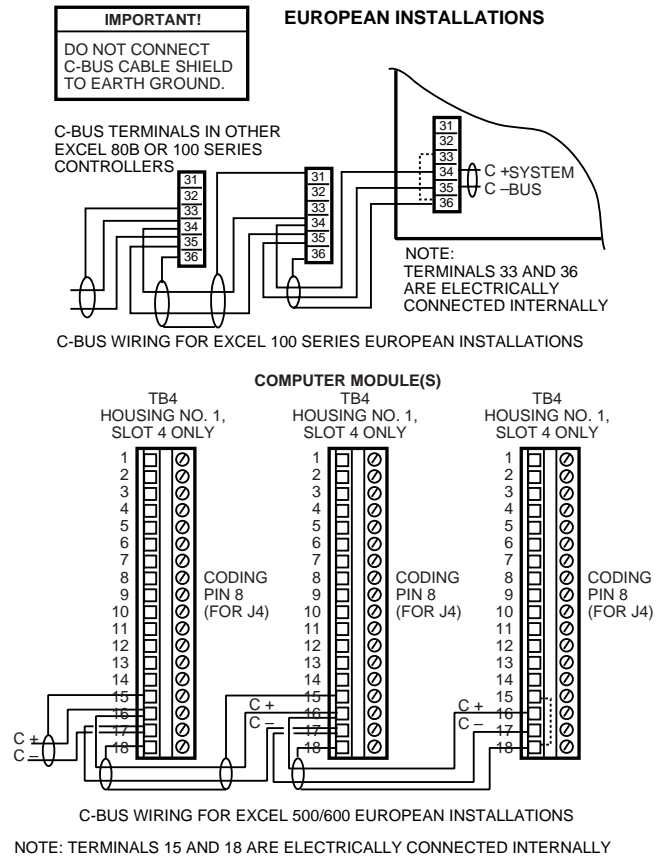 IMPORTANT!
DO NOT CONNECT
C-BUS CABLE SHIELD
TO EARTH GROUND.
EUROPEAN INSTALLATIONS
C-BUS TERMINALS IN OTHER
EXCEL 80B OR 100 SERIES
CONTROLLERS
31
32
33
34
35
36
31
32
33
34
35
36
31
32
33
34
35
36
C +SYSTEM
C –BUS
NOTE:
TERMINALS 33 AND 36
ARE ELECTRICALLY
CONNECTED INTERNALLY
C-BUS WIRING FOR EXCEL 100 SERIES EUROPEAN INSTALLATIONS
COMPUTER MODULE(S)
TB4
HOUSING NO. 1,
SLOT 4 ONLY
1
2
3
4
5
6
7
8
9
10
11
12
13
14
15
16
17
18
CODING
PIN 8
(FOR J4)
C +
C –
TB4
HOUSING NO. 1,
SLOT 4 ONLY
1
2
3
4
5
6
7
8
9
10
11
12
13
14
15
16
17
18
CODING
PIN 8
(FOR J4)
C +
C –
TB4
HOUSING NO. 1,
SLOT 4 ONLY
1
2
3
4
5
6
7
8
9
10
11
12
13
14
15
16
17
18
CODING
PIN 8
(FOR J4)
C +
C –
C-BUS WIRING FOR EXCEL 500/600 EUROPEAN INSTALLATIONS
NOTE: TERMINALS 15 AND 18 ARE ELECTRICALLY CONNECTED INTERNALLY